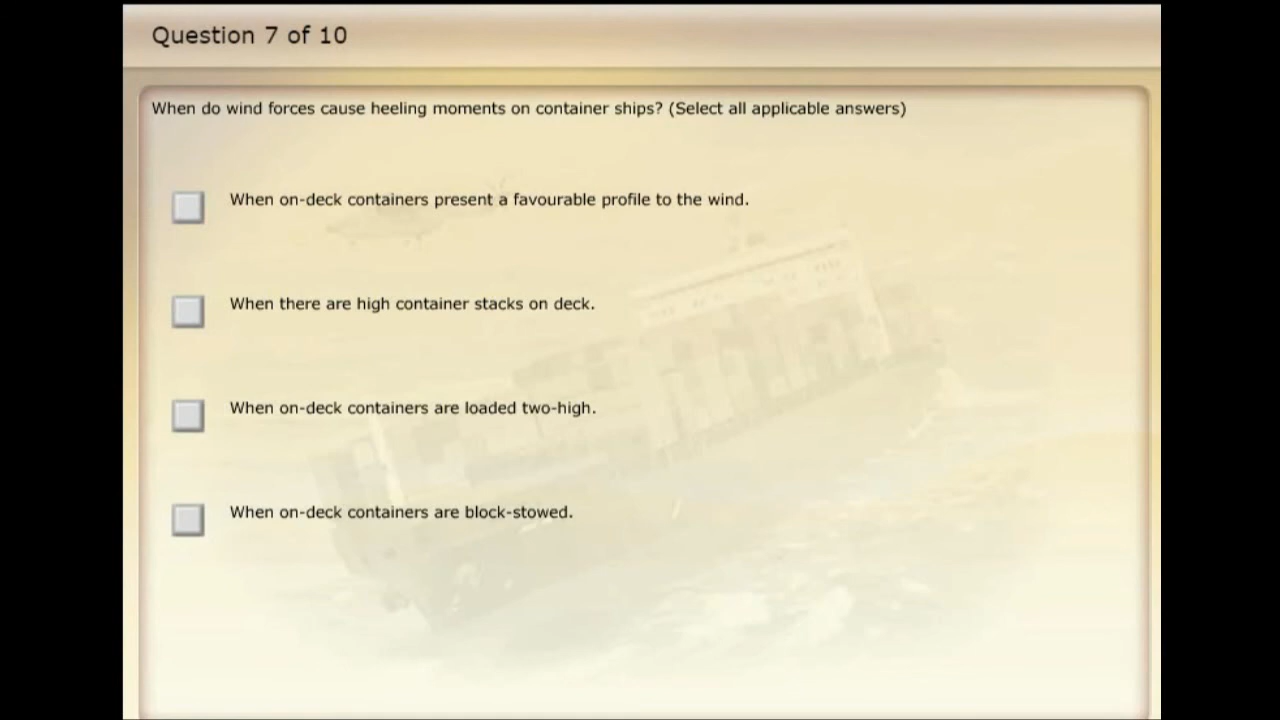 Question 7 of 10
When do wind forces cause heeling moments on container ships? (Select all applicable answers)
When on-deck containers present a favourable profile to the wind.
When there are high container stacks on deck.
When on-deck containers are loaded two-high.
When on-deck containers are block-stowed.